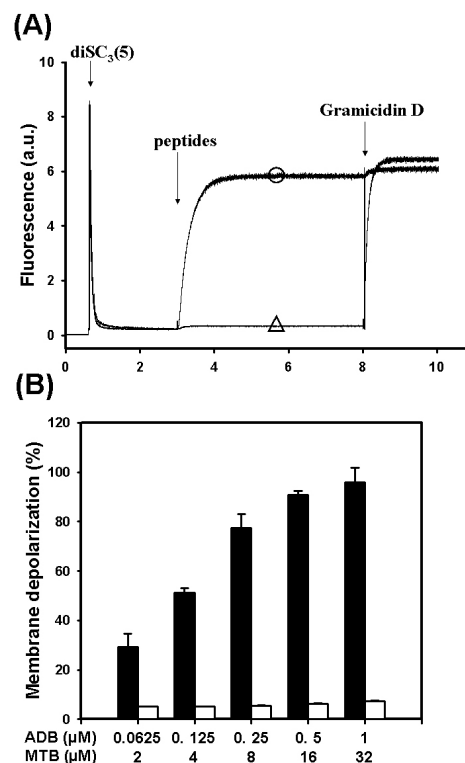 (A)
diSC3(5)
Gramicidin D
peptides
Fluorescence (a.u.)
10
8
6
4
2
0
0 2 4 6 8 10
(B)
Membrane depolarization (%)
120
100
80
60
40
20
0
ADB (µM) 0.0625 0. 125 0. 25 0. 5 1
MTB (µM) 2 4 8 16 32